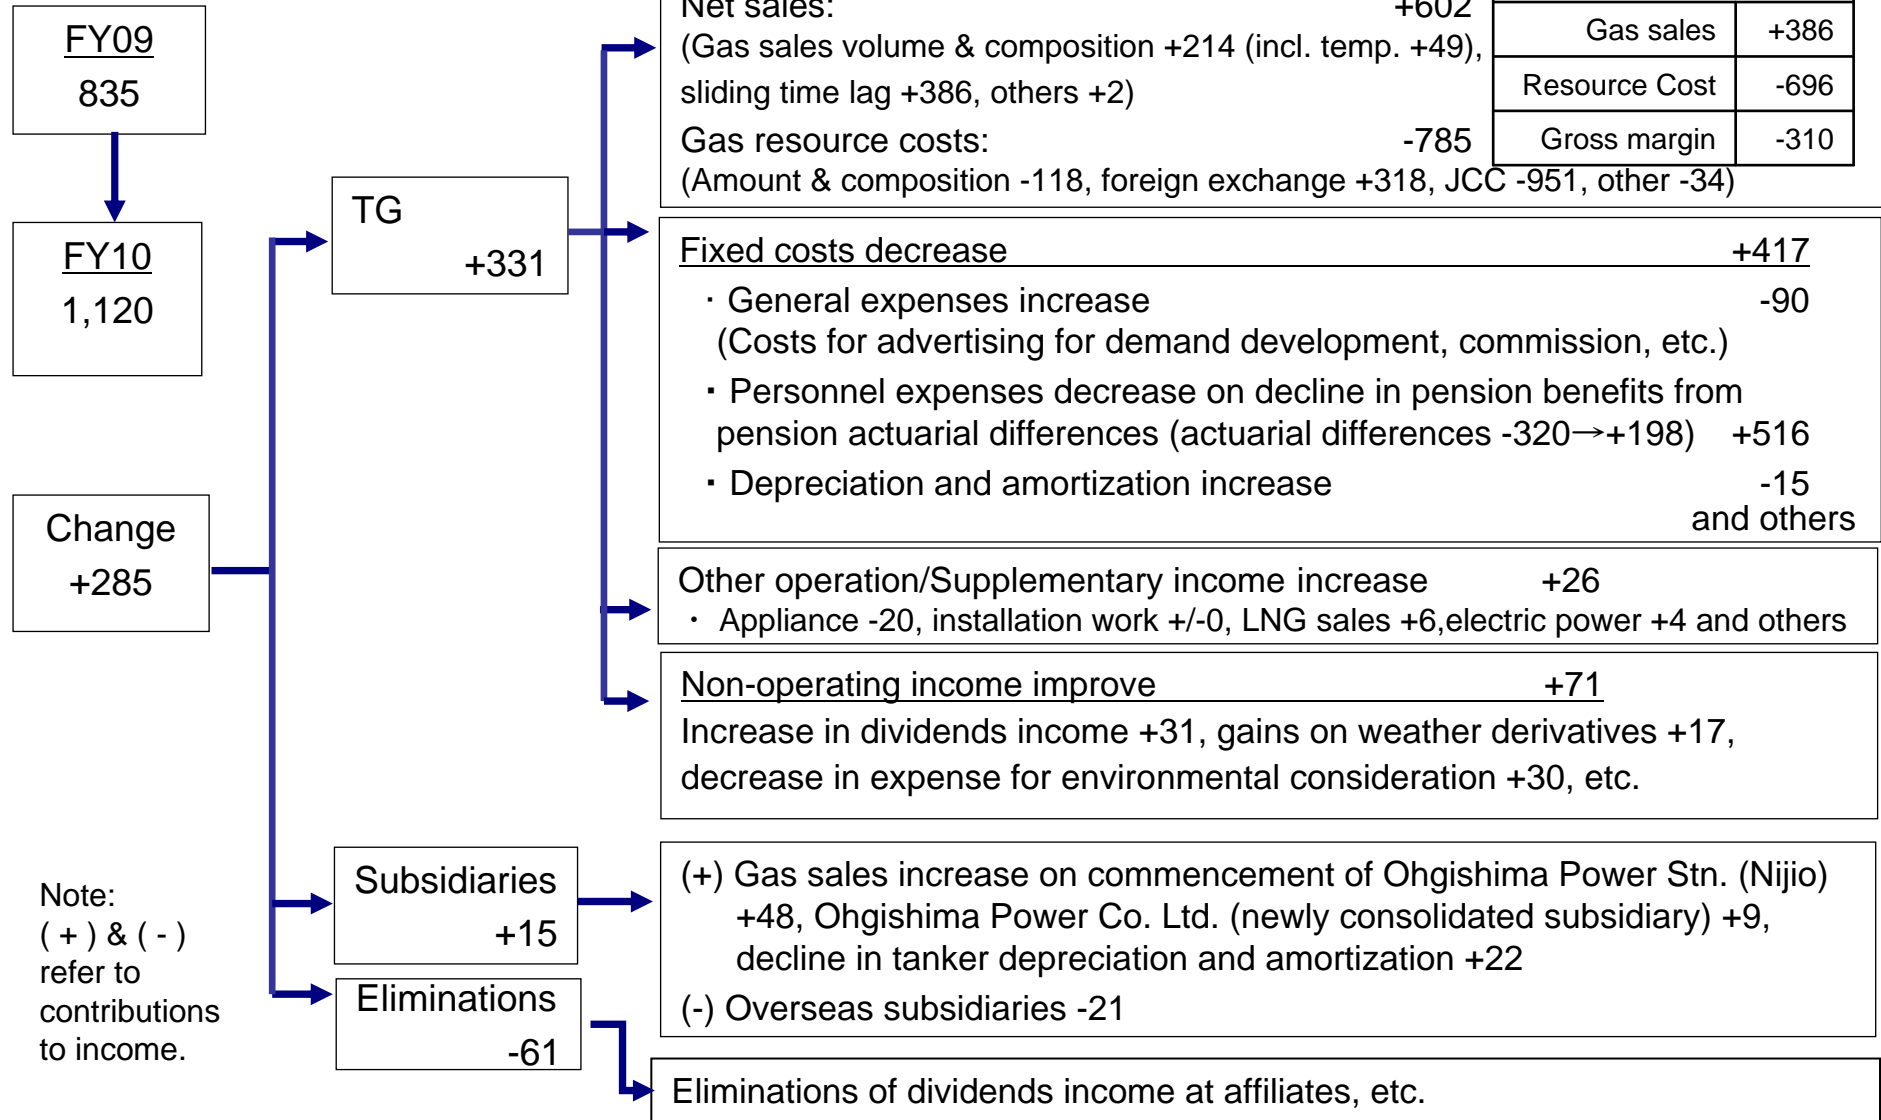 FY09
835
FY10
1,120
Change
+285
Note:
( + ) & ( - )
refer to
contributions
to income.
TG
+331
Subsidiaries
+15
Eliminations
-61
Net sales: +602
(Gas sales volume & composition +214 (incl. temp. +49),
sliding time lag +386, others +2)
Gas resource costs: -785
(Amount & composition -118, foreign exchange +318, JCC -951, other -34)
Gas sales +386
Resource Cost -696
Gross margin -310
Fixed costs decrease +417
・General expenses increase -90
(Costs for advertising for demand development, commission, etc.)
・Personnel expenses decrease on decline in pension benefits from
pension actuarial differences (actuarial differences -320→+198) +516
・Depreciation and amortization increase -15
and others
Other operation/Supplementary income increase +26
・ Appliance -20, installation work +/-0, LNG sales +6,electric power +4 and others
Non-operating income improve +71
Increase in dividends income +31, gains on weather derivatives +17,
decrease in expense for environmental consideration +30, etc.
(+) Gas sales increase on commencement of Ohgishima Power Stn. (Nijio)
+48, Ohgishima Power Co. Ltd. (newly consolidated subsidiary) +9,
decline in tanker depreciation and amortization +22
(-) Overseas subsidiaries -21
Eliminations of dividends income at affiliates, etc.